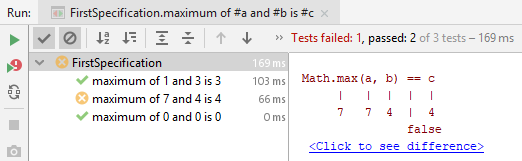 Run: FirstSpecification.maximum of #a and #b is #c ×
Tests failed: 1, passed: 2 of 3 tests – 169 ms
FirstSpecification 169 ms
maximum of 1 and 3 is 3 103 ms
maximum of 7 and 4 is 4 66 ms
maximum of 0 and 0 is 0 0 ms
Math.max(a, b) == c
| | | | |
7 7 4 | 4
false
<Click to see difference>